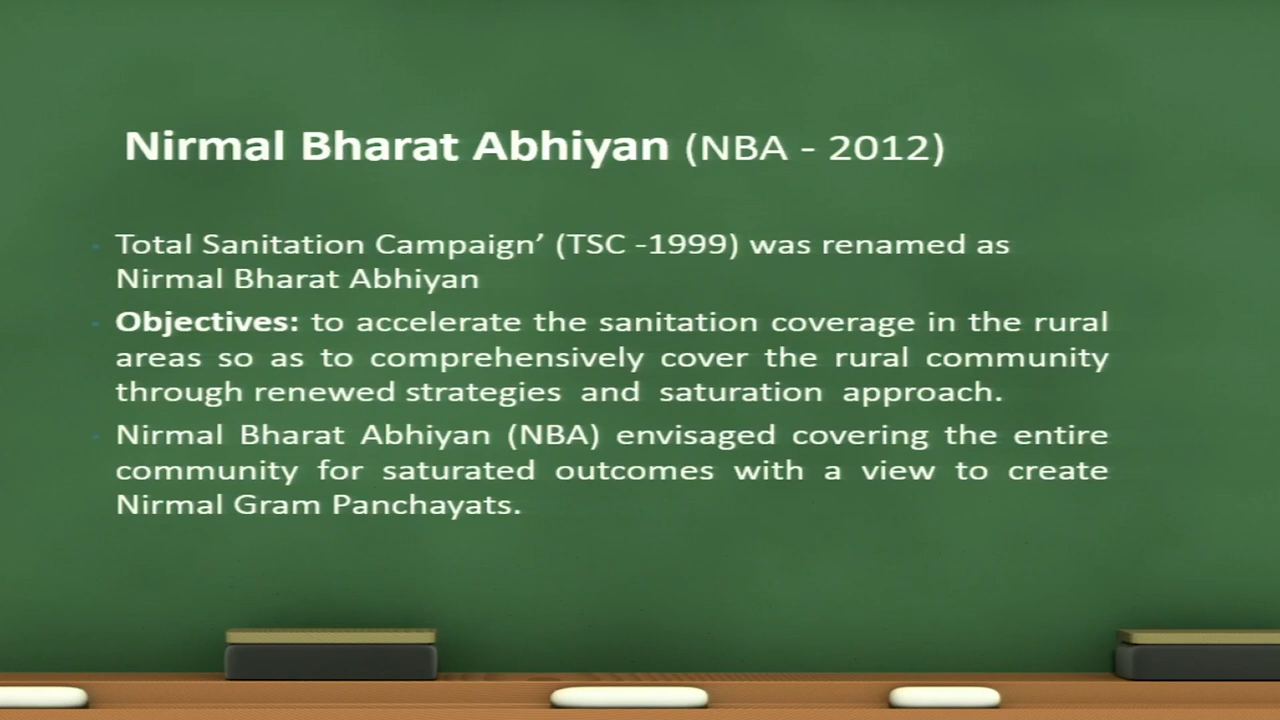 Nirmal Bharat Abhiyan (NBA - 2012)
Total Sanitation Campaign’ (TSC -1999) was renamed as
Nirmal Bharat Abhiyan
Objectives: to accelerate the sanitation coverage in the rural
areas so as to comprehensively cover the rural community
through renewed strategies and saturation approach.
Nirmal Bharat Abhiyan (NBA) envisaged covering the entire
community for saturated outcomes with a view to create
Nirmal Gram Panchayats.